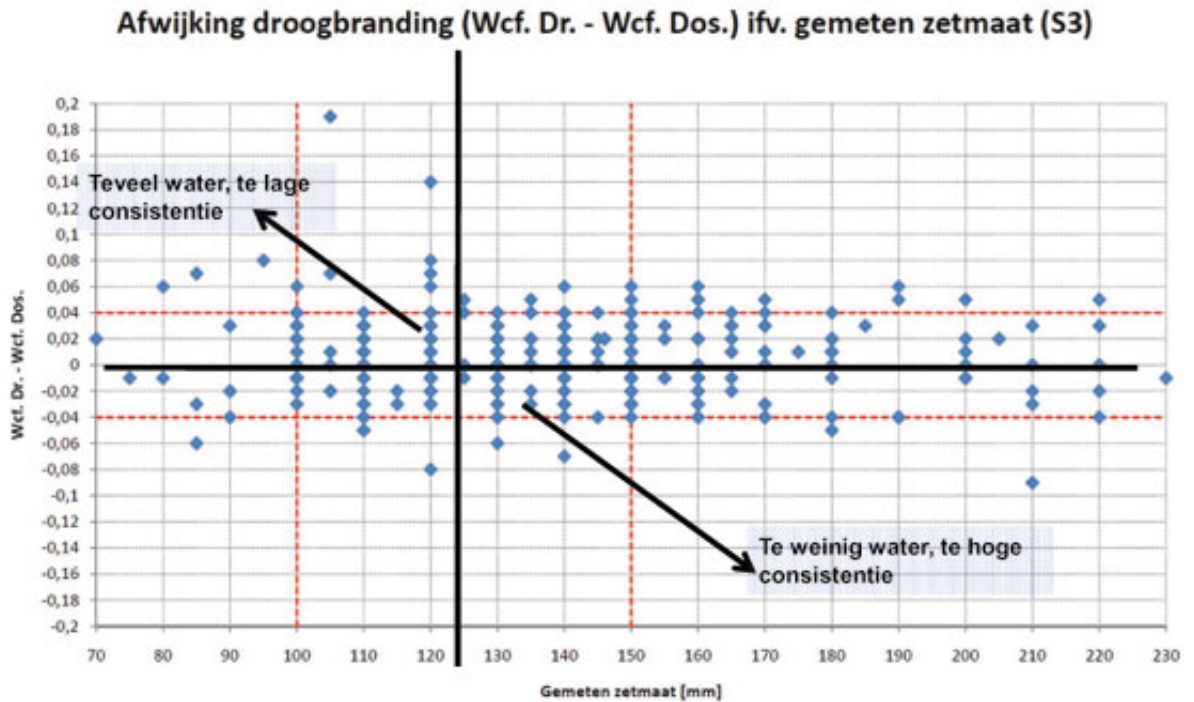 Afwijking droogbranding (Wcf. Dr. - Wcf. Dos.) ifv. gemeten zetmaat (S3)
Wcf. Dr. - Wcf. Dos.
0,2
0,18
0,16
0,14
0,12
0,1
0,08
0,06
0,04
0,02
0
-0,02
-0,04
-0,06
-0,08
-0,1
-0,12
-0,14
-0,16
-0,18
-0,2
Teveel water, te lage
consistentie
Te weinig water, te hoge
consistentie
70 80 90 100 110 120 130 140 150 160 170 180 190 200 210 220 230
Gemeten zetmaat [mm]